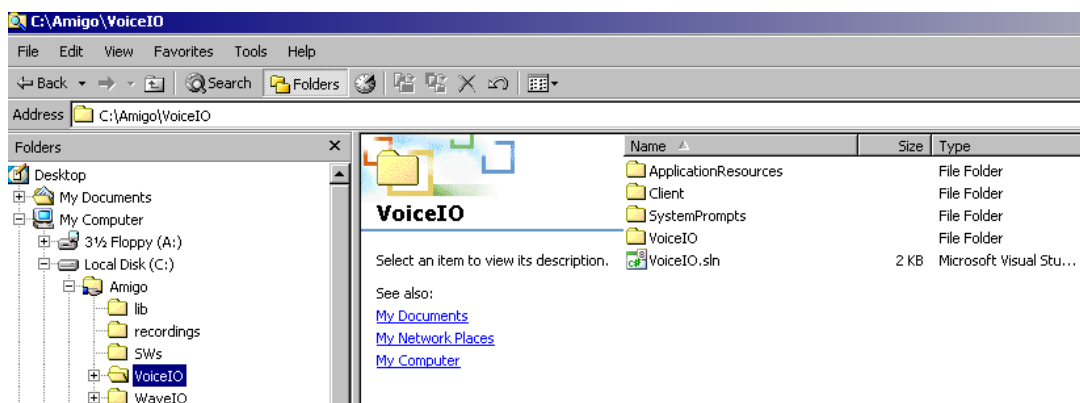 C:\Amigo\VoiceIO
File Edit View Favorites Tools Help
Back Search Folders
Address C:\Amigo\VoiceIO
Folders x
Desktop
My Documents
My Computer
3½ Floppy (A:)
Local Disk (C:)
Amigo
lib
recordings
SWs
VoiceIO
WaveIO
VoiceIO
Select an item to view its description.
See also:
My Documents
My Network Places
My Computer
Name Size Type
ApplicationResources File Folder
Client File Folder
SystemPrompts File Folder
VoiceIO File Folder
VoiceIO.sln 2 KB Microsoft Visual Stu...